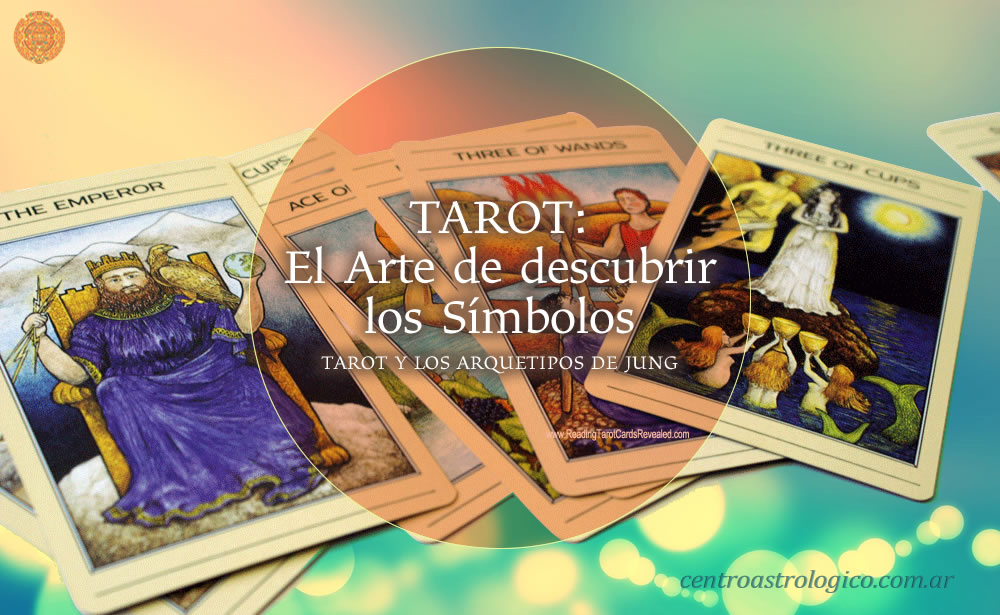 THE EMPEROR
CUPS
ACE O
THREE OF WANDS
THREE OF CUPS
TAROT:
El Arte de descubrir
los Símbolos
TAROT Y LOS ARQUETIPOS DE JUNG
www.ReadingTarotCardsRevealed.com
centroastrologico.com.ar